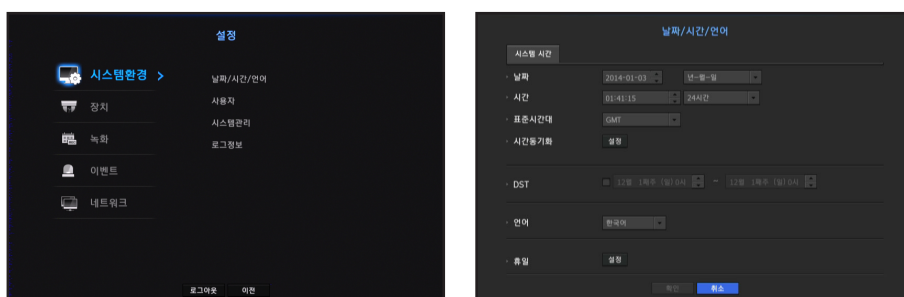 설정
시스템환경 >
날짜/시간/언어
장치
사용자
시스템관리
녹화
로그정보
이벤트
네트워크
로그아웃 이전
날짜/시간/언어
시스템 시간
· 날짜 2014-01-03 년-월-일
· 시간 01:41:15 24시간
· 표준시간대 GMT
· 시간동기화 설정
· DST 12월 1째주 (일) 0시 ~ 12월 1째주 (일) 0시
· 언어 한국어
· 휴일 설정
확인 취소